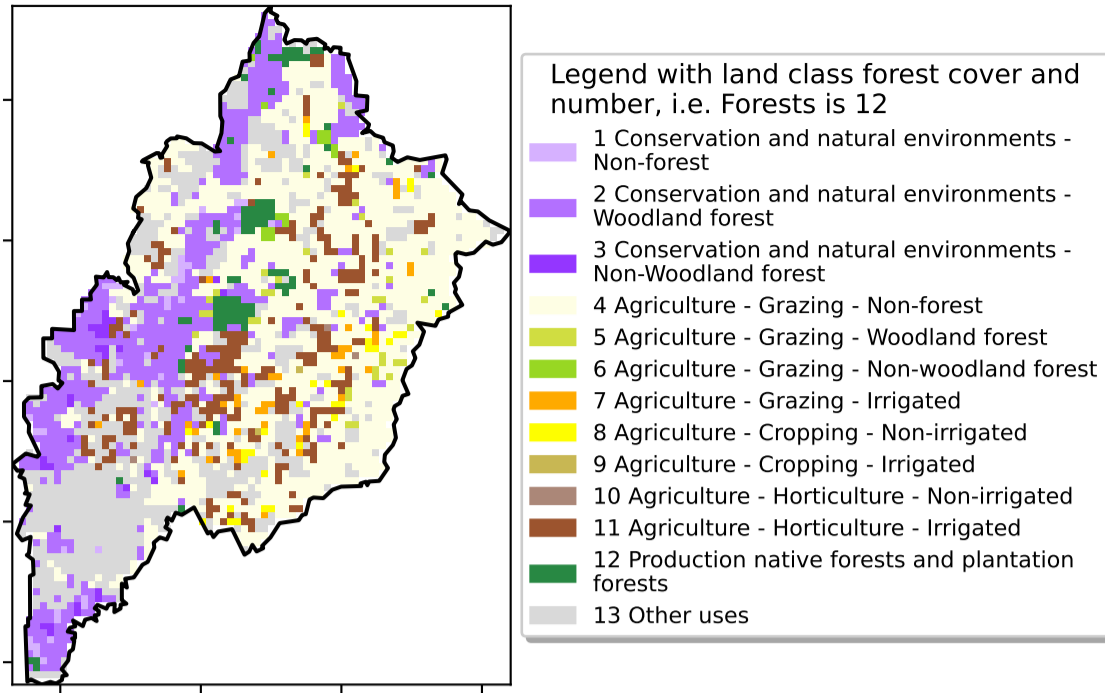 Legend with land class forest cover and
number, i.e. Forests is 12
1 Conservation and natural environments -
Non-forest
2 Conservation and natural environments -
Woodland forest
3 Conservation and natural environments -
Non-Woodland forest
4 Agriculture - Grazing - Non-forest
5 Agriculture - Grazing - Woodland forest
6 Agriculture - Grazing - Non-woodland forest
7 Agriculture - Grazing - Irrigated
8 Agriculture - Cropping - Non-irrigated
9 Agriculture - Cropping - Irrigated
10 Agriculture - Horticulture - Non-irrigated
11 Agriculture - Horticulture - Irrigated
12 Production native forests and plantation
forests
13 Other uses